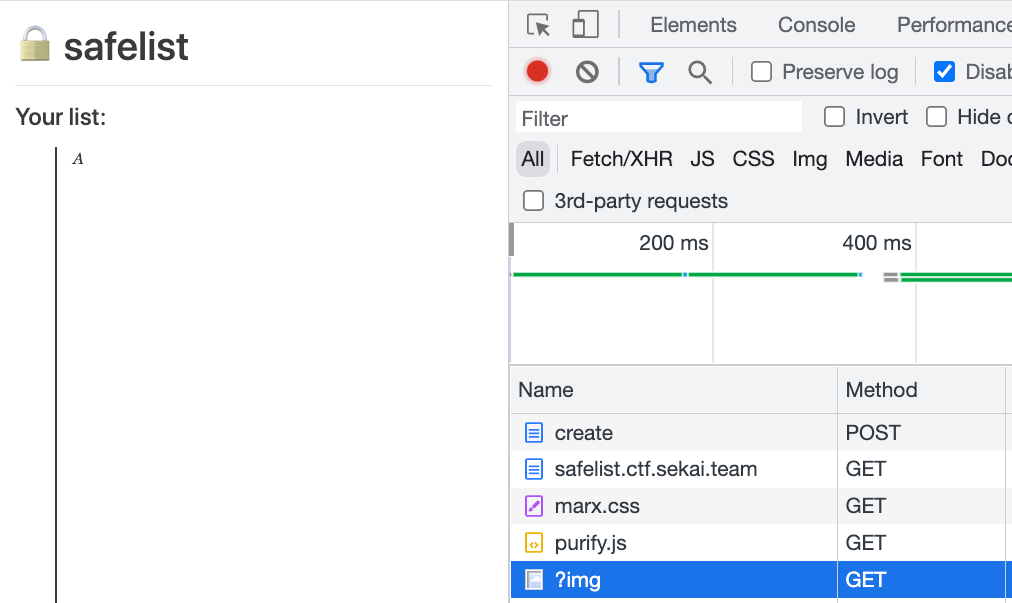 🔒 safelist
Your list:
A
Elements Console Performance
Preserve log Disab
Filter Invert Hide
All Fetch/XHR JS CSS Img Media Font Doc
3rd-party requests
200 ms 400 ms
Name Method
create POST
safelist.ctf.sekai.team GET
marx.css GET
purify.js GET
?img GET